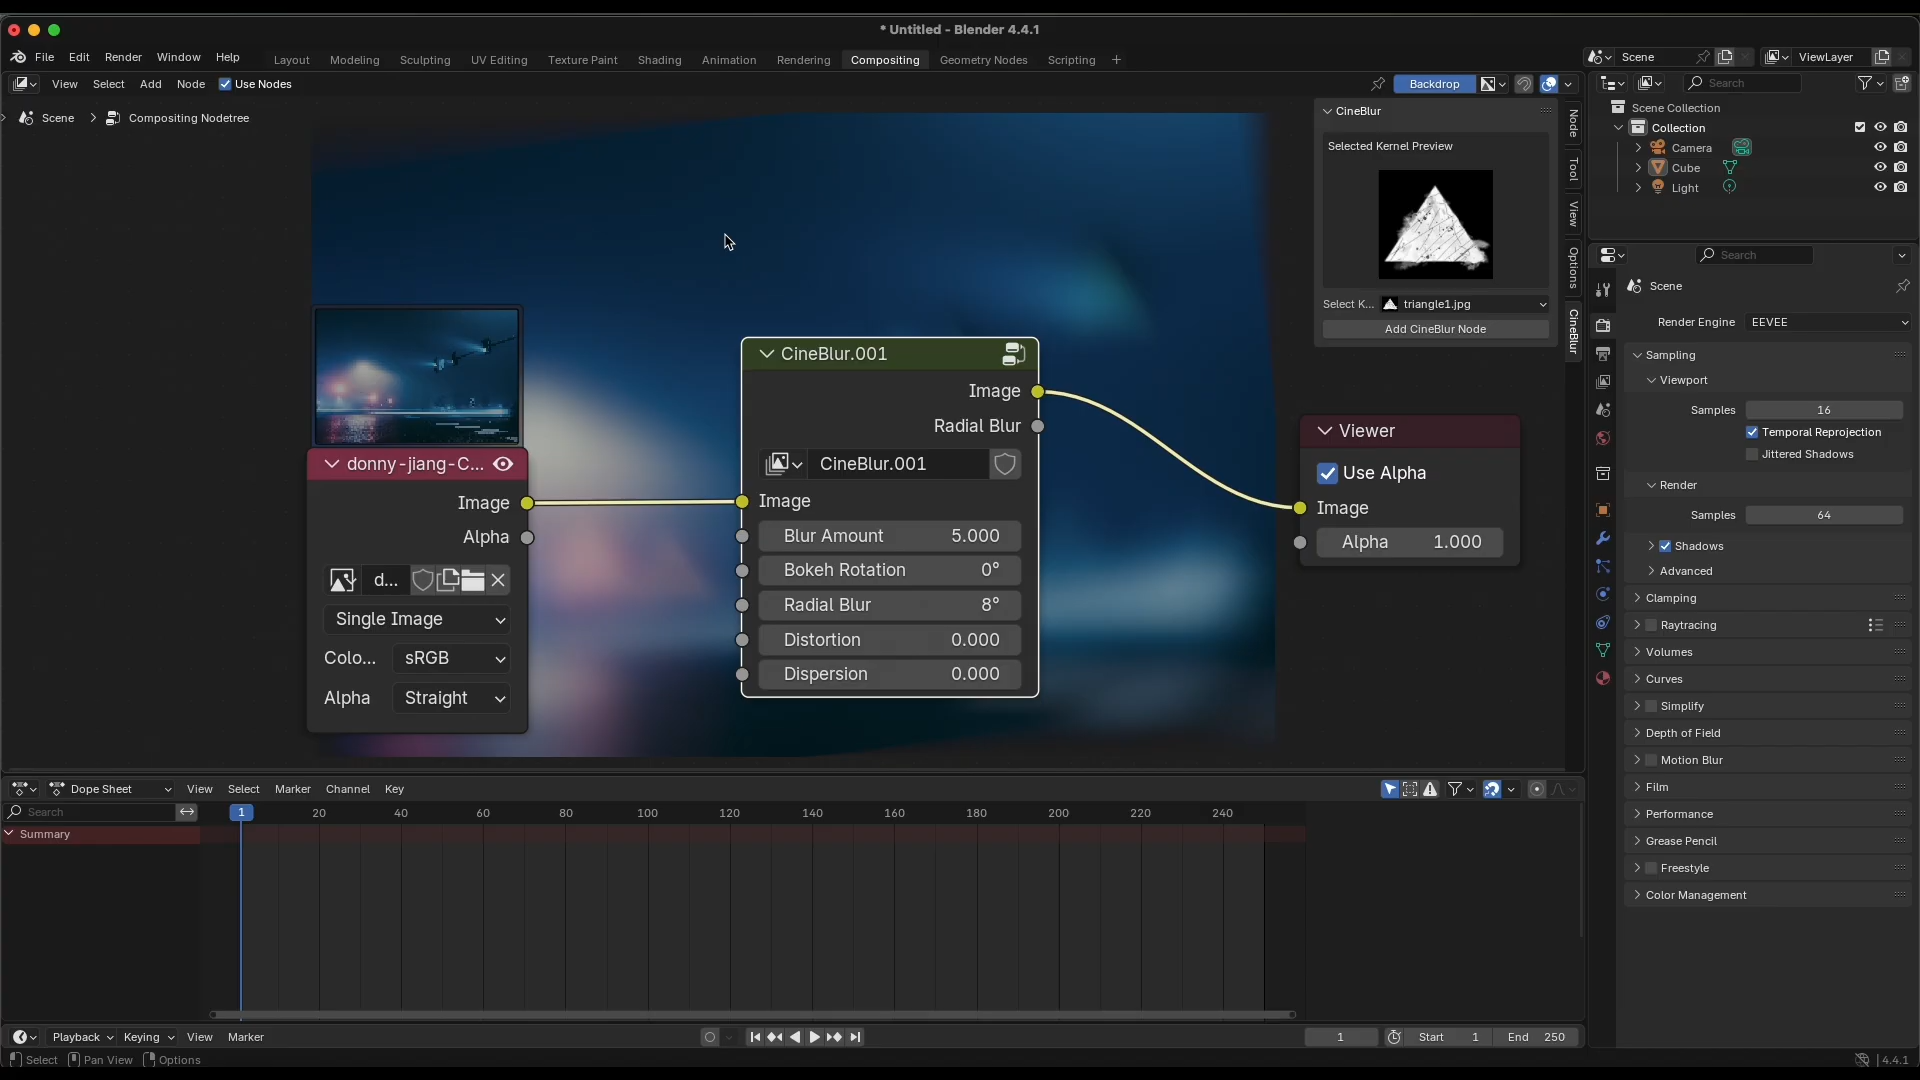 * Untitled - Blender 4.4.1
File Edit Render Window Help Layout Modeling Sculpting UV Editing Texture Paint Shading Animation Rendering Compositing Geometry Nodes Scripting + Scene ViewLayer
View Select Add Node Use Nodes Backdrop
Scene > Compositing Nodetree
CineBlur
Selected Kernel Preview
Select K... triangle1.jpg
Add CineBlur Node
Node
Tool
View
Options
CineBlur
donny-jiang-C...
Image
Alpha
d...
Single Image
Colo... sRGB
Alpha Straight
CineBlur.001
Image
Radial Blur
CineBlur.001
Image
Blur Amount 5.000
Bokeh Rotation 0°
Radial Blur 8°
Distortion 0.000
Dispersion 0.000
Viewer
Use Alpha
Image
Alpha 1.000
Search
Scene Collection
Collection
Camera
Cube
Light
Search
Scene
Render Engine EEVEE
Sampling
Viewport
Samples 16
Temporal Reprojection
Jittered Shadows
Render
Samples 64
Shadows
Advanced
Clamping
Raytracing
Volumes
Curves
Simplify
Depth of Field
Motion Blur
Film
Performance
Grease Pencil
Freestyle
Color Management
Dope Sheet View Select Marker Channel Key
Search 1 20 40 60 80 100 120 140 160 180 200 220 240
Summary
Playback Keying View Marker 1 Start 1 End 250
Select Pan View Options 4.4.1